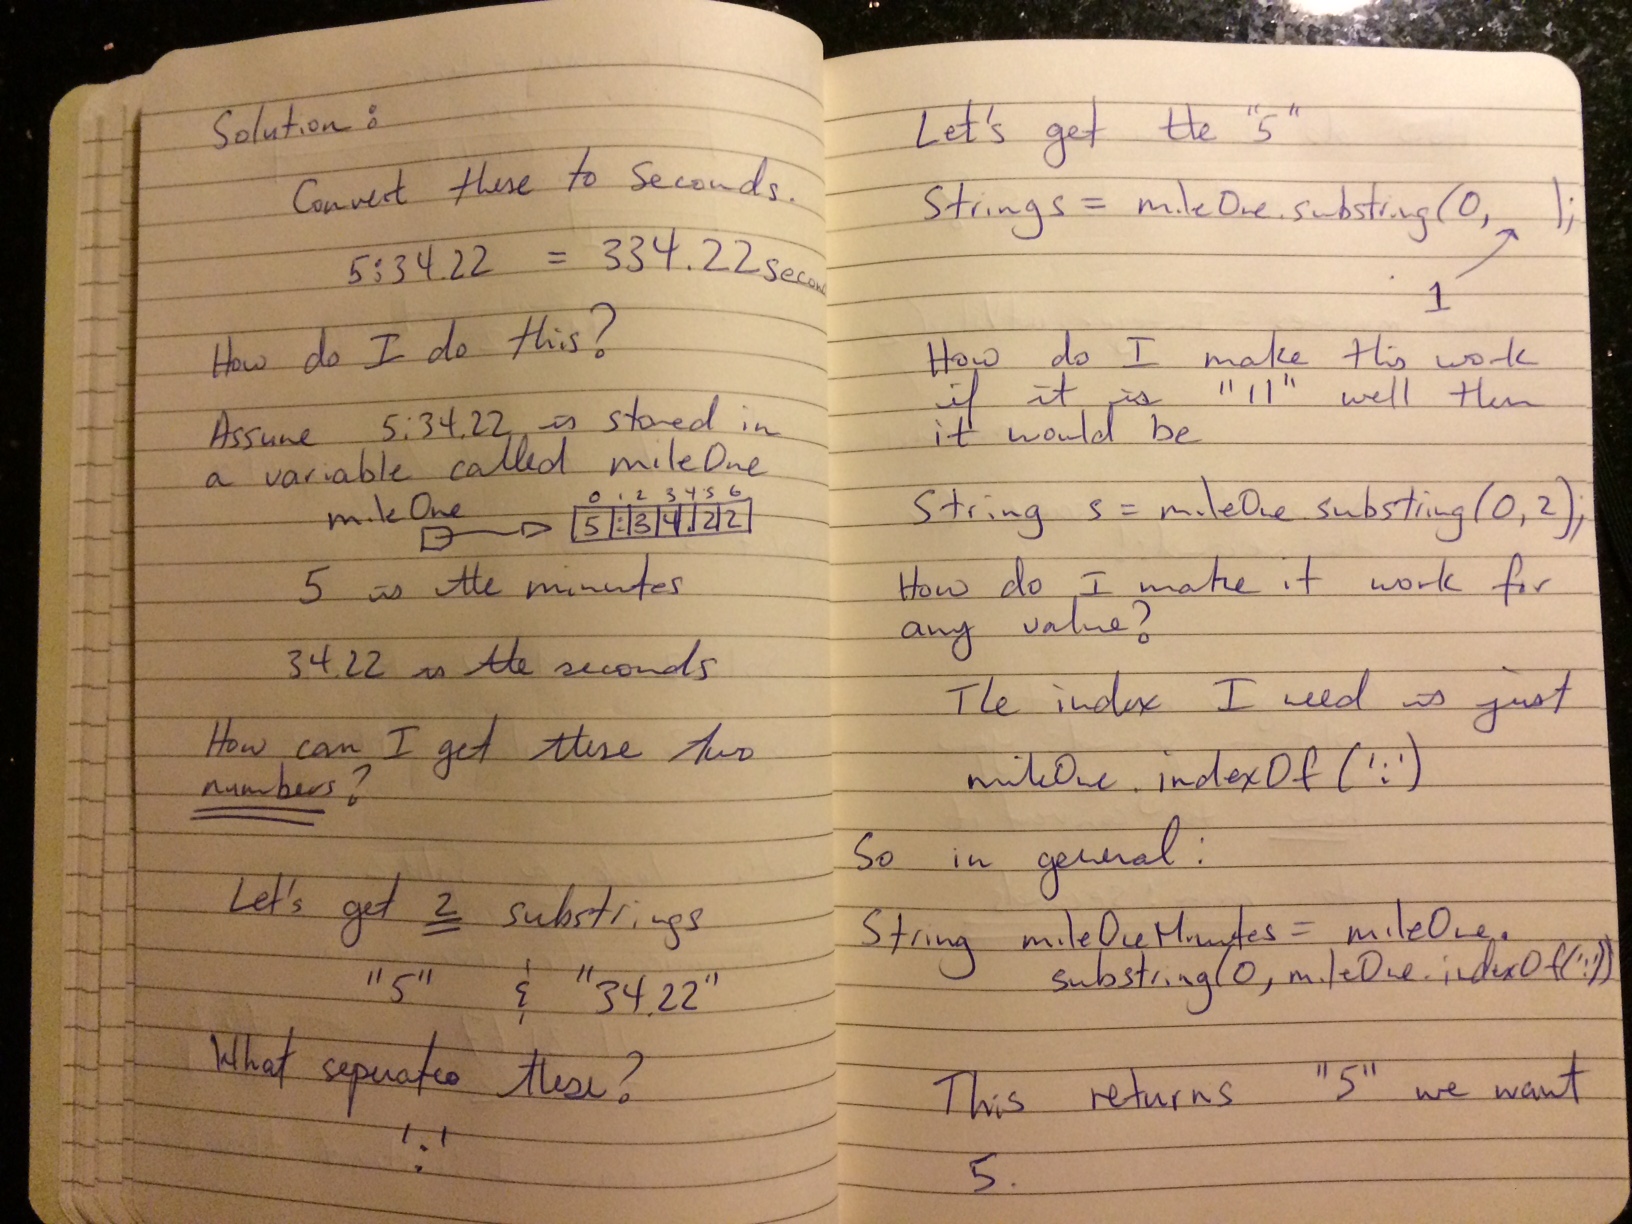 Solution:
Convert these to seconds.
5:34.22 = 334.22 secon
How do I do this?
Assume 5:34.22 is stored in
a variable called mileOne
mileOne
0 1 2 3 4 5 6
5 : 3 4 . 2 2
5 is the minutes
34.22 is the seconds
How can I get these two
numbers?
Let's get 2 substrings
"5" & "34.22"
What seperates these?
':'
Let's get the "5"
String s = mileOne.substring(0, );
1
How do I make this work
if it is "11" well then
it would be
String s = mileOne.substring(0,2);
How do I make it work for
any value?
The index I need is just
mileOne.indexOf(':')
So in general:
String mileOneMinutes = mileOne.
substring(0, mileOne.indexOf(':'))
This returns "5" we want
5.